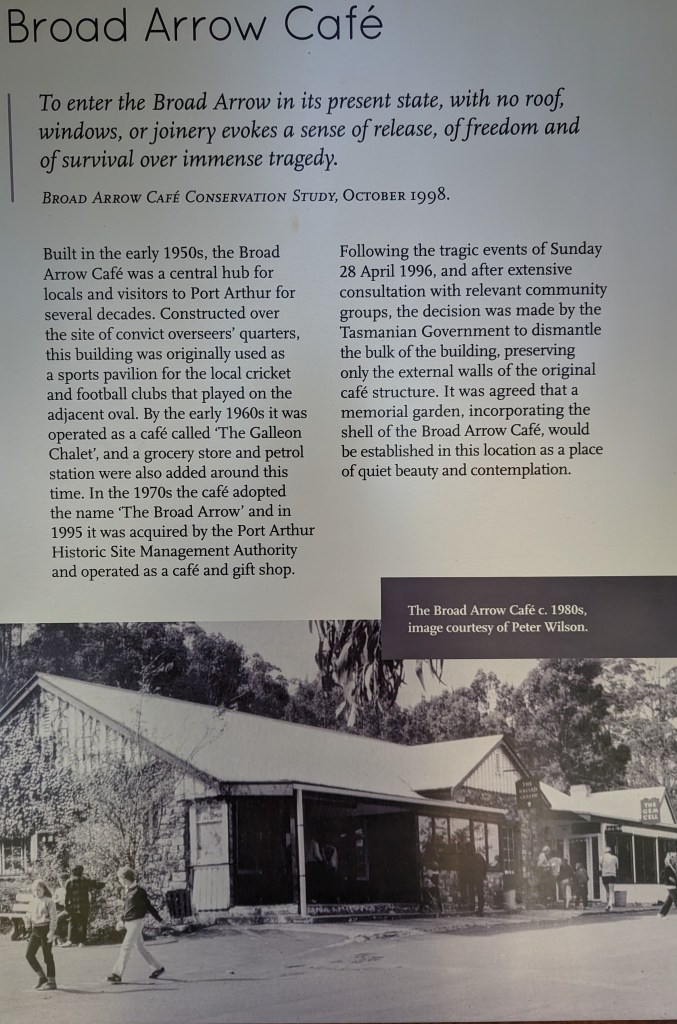 Broad Arrow Café
To enter the Broad Arrow in its present state, with no roof,
windows, or joinery evokes a sense of release, of freedom and
of survival over immense tragedy.
Broad Arrow Café Conservation Study, October 1998.
Built in the early 1950s, the Broad
Arrow Café was a central hub for
locals and visitors to Port Arthur for
several decades. Constructed over
the site of convict overseers’ quarters,
this building was originally used as
a sports pavilion for the local cricket
and football clubs that played on the
adjacent oval. By the early 1960s it was
operated as a café called ‘The Galleon
Chalet’, and a grocery store and petrol
station were also added around this
time. In the 1970s the café adopted
the name ‘The Broad Arrow’ and in
1995 it was acquired by the Port Arthur
Historic Site Management Authority
and operated as a café and gift shop.
Following the tragic events of Sunday
28 April 1996, and after extensive
consultation with relevant community
groups, the decision was made by the
Tasmanian Government to dismantle
the bulk of the building, preserving
only the external walls of the original
café structure. It was agreed that a
memorial garden, incorporating the
shell of the Broad Arrow Café, would
be established in this location as a place
of quiet beauty and contemplation.
The Broad Arrow Café c. 1980s,
image courtesy of Peter Wilson.
THE
THE
GEM
CELL